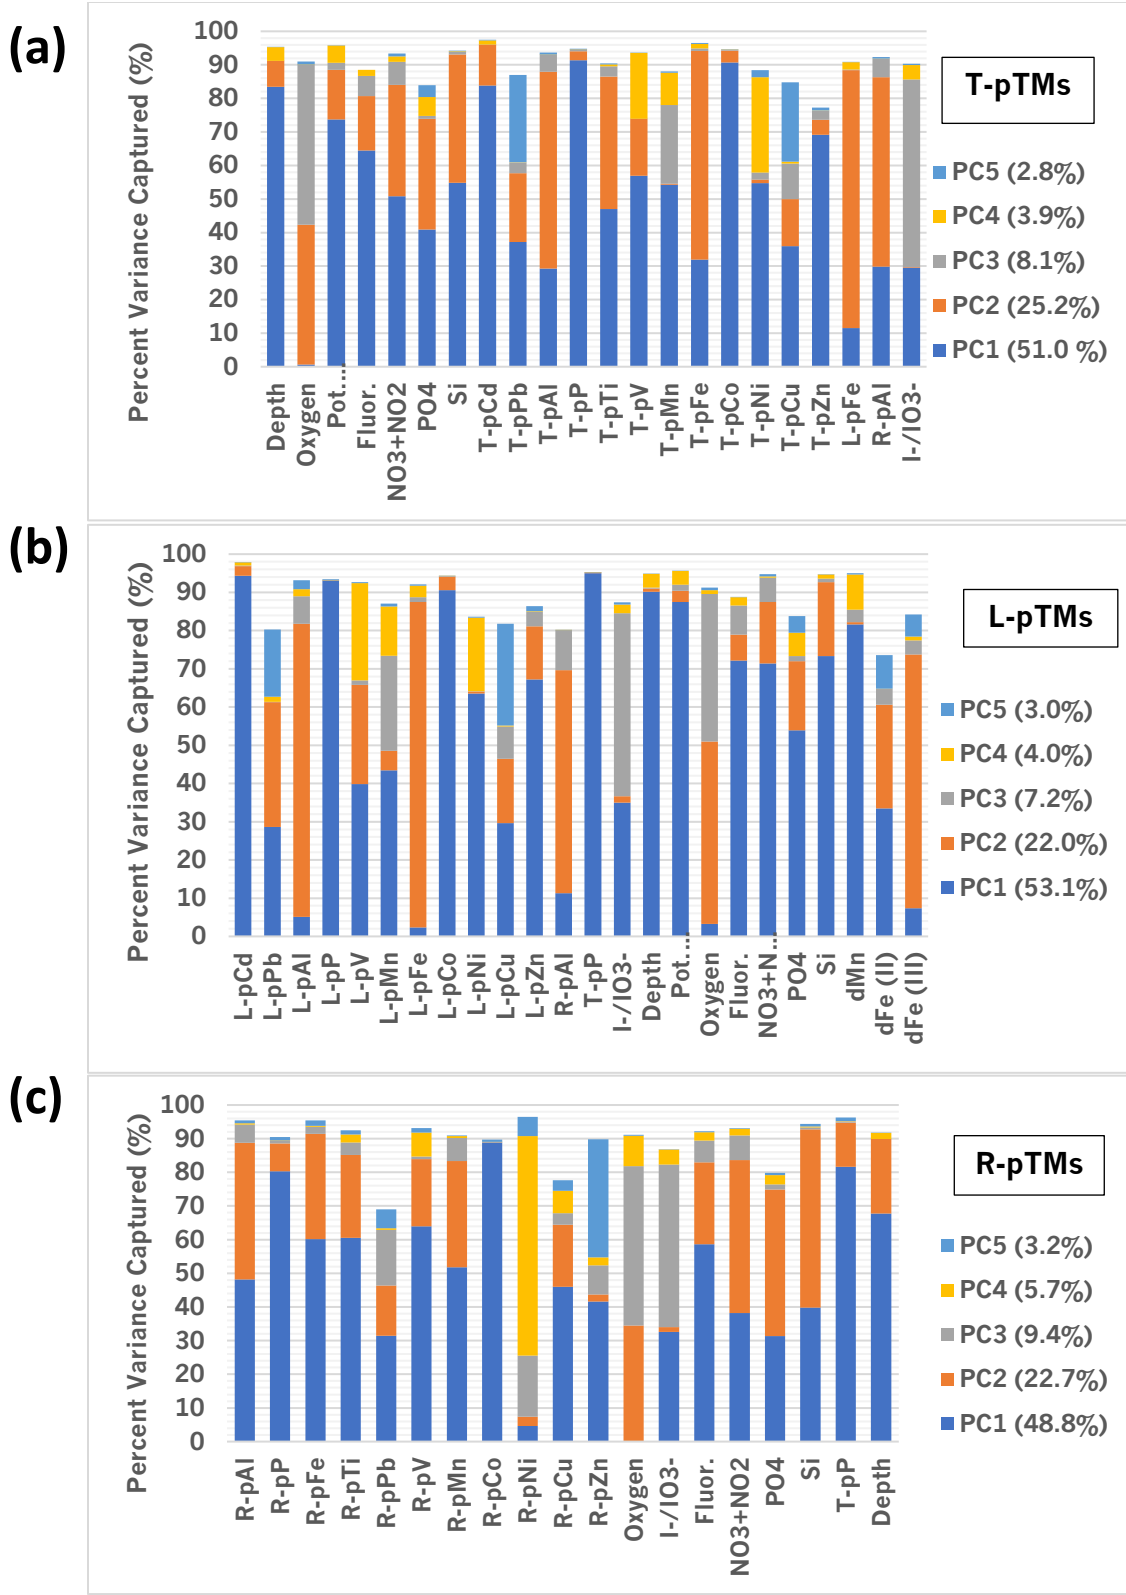 (a)
Percent Variance Captured (%)
100
90
80
70
60
50
40
30
20
10
0
Depth
Oxygen
Pot....
Fluor.
NO3+NO2
PO4
Si
T-pCd
T-pPb
T-pAl
T-pP
T-pTi
T-pV
T-pMn
T-pFe
T-pCo
T-pNi
T-pCu
T-pZn
L-pFe
R-pAl
I-/IO3-
T-pTMs
PC5 (2.8%)
PC4 (3.9%)
PC3 (8.1%)
PC2 (25.2%)
PC1 (51.0 %)
(b)
Percent Variance Captured (%)
100
90
80
70
60
50
40
30
20
10
0
L-pCd
L-pPb
L-pAl
L-pP
L-pV
L-pMn
L-pFe
L-pCo
L-pNi
L-pCu
L-pZn
R-pAl
T-pP
I-/IO3-
Depth
Pot....
Oxygen
Fluor.
NO3+N...
PO4
Si
dMn
dFe (II)
dFe (III)
L-pTMs
PC5 (3.0%)
PC4 (4.0%)
PC3 (7.2%)
PC2 (22.0%)
PC1 (53.1%)
(c)
Percent Variance Captured (%)
100
90
80
70
60
50
40
30
20
10
0
R-pAl
R-pP
R-pFe
R-pTi
R-pPb
R-pV
R-pMn
R-pCo
R-pNi
R-pCu
R-pZn
Oxygen
I-/IO3-
Fluor.
NO3+NO2
PO4
Si
T-pP
Depth
R-pTMs
PC5 (3.2%)
PC4 (5.7%)
PC3 (9.4%)
PC2 (22.7%)
PC1 (48.8%)